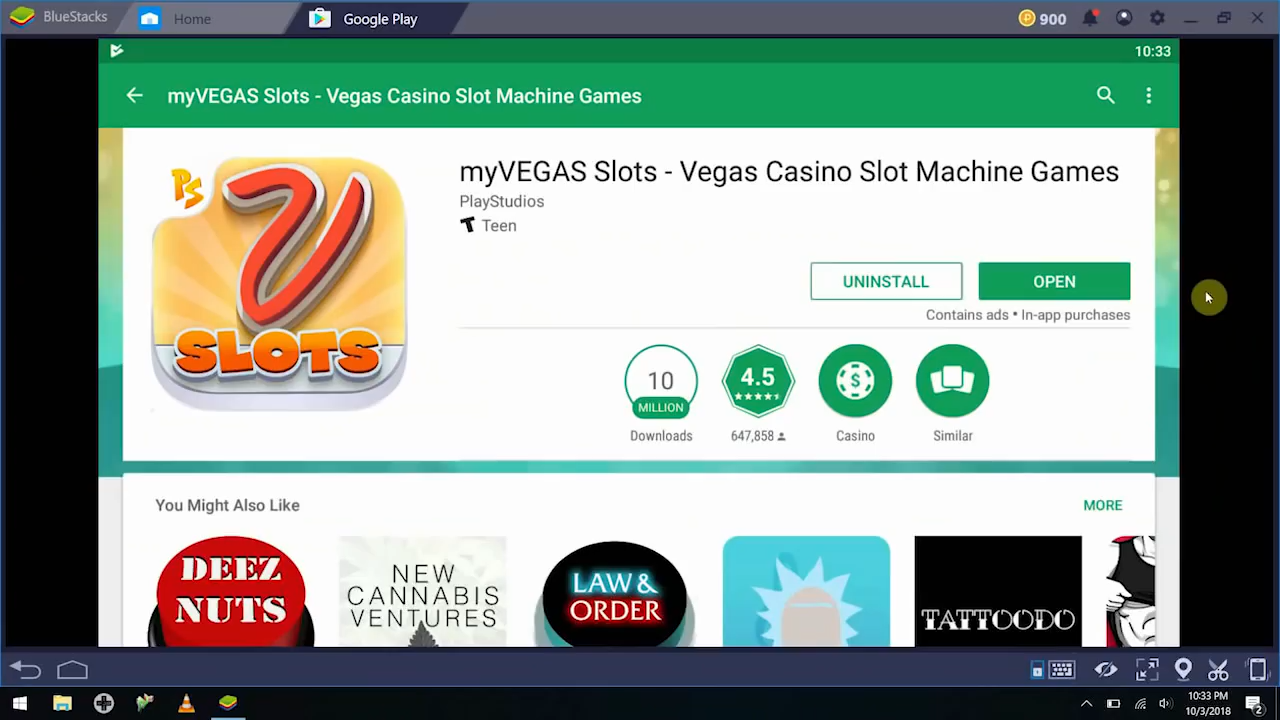 BlueStacks
Home
Google Play
900
10:33
myVEGAS Slots - Vegas Casino Slot Machine Games
PS
V
SLOTS
myVEGAS Slots - Vegas Casino Slot Machine Games
PlayStudios
T Teen
UNINSTALL
OPEN
Contains ads • In-app purchases
10
MILLION
Downloads
4.5
647,858
$
Casino
Similar
You Might Also Like
MORE
DEEZ
NUTS
NEW
CANNABIS
VENTURES
LAW &
ORDER
TATTOODO
10:33 PM
10/3/2018
2